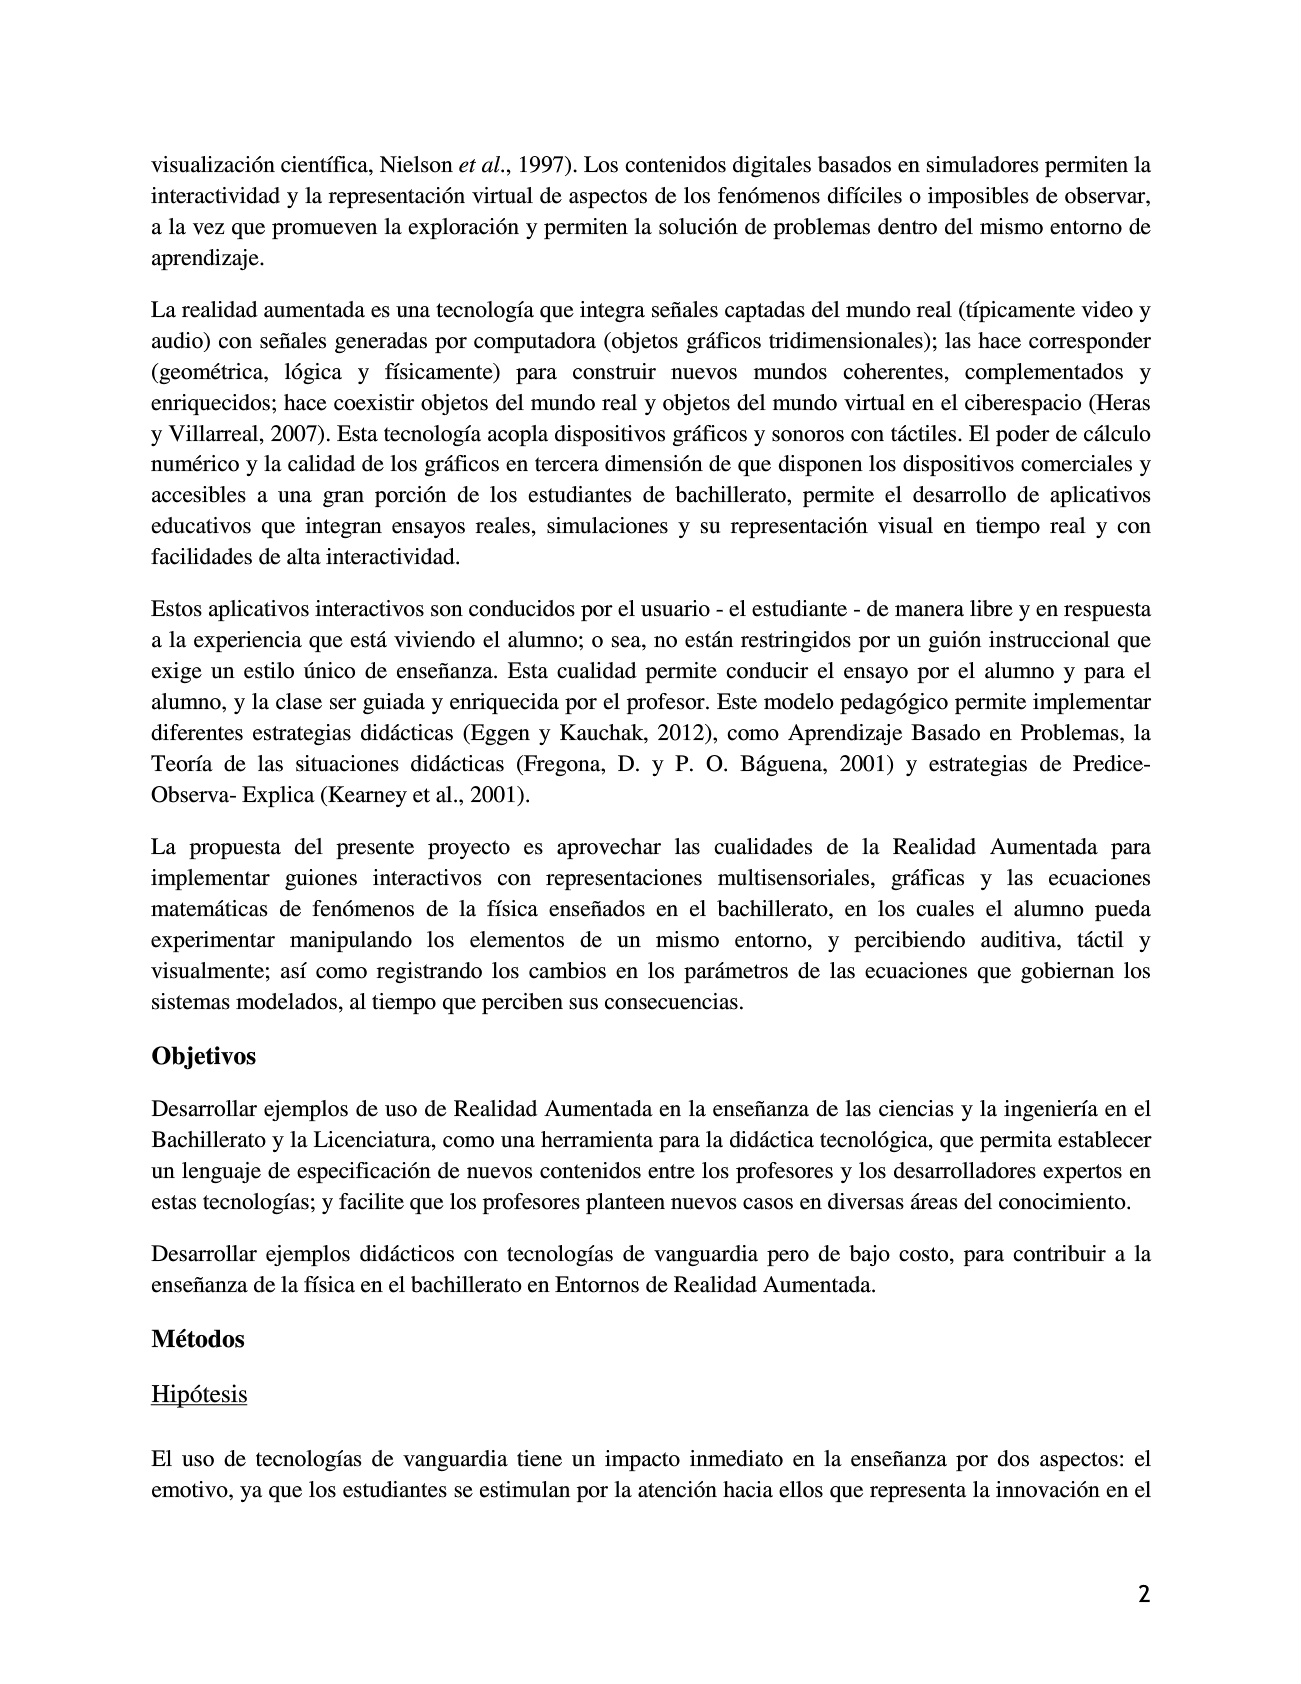 visualización científica, Nielson et al., 1997). Los contenidos digitales basados en simuladores permiten la
interactividad y la representación virtual de aspectos de los fenómenos difíciles o imposibles de observar,
a la vez que promueven la exploración y permiten la solución de problemas dentro del mismo entorno de
aprendizaje.
La realidad aumentada es una tecnología que integra señales captadas del mundo real (típicamente video y
audio) con señales generadas por computadora (objetos gráficos tridimensionales); las hace corresponder
(geométrica, lógica y físicamente) para construir nuevos mundos coherentes, complementados y
enriquecidos; hace coexistir objetos del mundo real y objetos del mundo virtual en el ciberespacio (Heras
y Villarreal, 2007). Esta tecnología acopla dispositivos gráficos y sonoros con táctiles. El poder de cálculo
numérico y la calidad de los gráficos en tercera dimensión de que disponen los dispositivos comerciales y
accesibles a una gran porción de los estudiantes de bachillerato, permite el desarrollo de aplicativos
educativos que integran ensayos reales, simulaciones y su representación visual en tiempo real y con
facilidades de alta interactividad.
Estos aplicativos interactivos son conducidos por el usuario - el estudiante - de manera libre y en respuesta
a la experiencia que está viviendo el alumno; o sea, no están restringidos por un guión instruccional que
exige un estilo único de enseñanza. Esta cualidad permite conducir el ensayo por el alumno y para el
alumno, y la clase ser guiada y enriquecida por el profesor. Este modelo pedagógico permite implementar
diferentes estrategias didácticas (Eggen y Kauchak, 2012), como Aprendizaje Basado en Problemas, la
Teoría de las situaciones didácticas (Fregona, D. y P. O. Báguena, 2001) y estrategias de Predice-
Observa- Explica (Kearney et al., 2001).
La propuesta del presente proyecto es aprovechar las cualidades de la Realidad Aumentada para
implementar guiones interactivos con representaciones multisensoriales, gráficas y las ecuaciones
matemáticas de fenómenos de la física enseñados en el bachillerato, en los cuales el alumno pueda
experimentar manipulando los elementos de un mismo entorno, y percibiendo auditiva, táctil y
visualmente; así como registrando los cambios en los parámetros de las ecuaciones que gobiernan los
sistemas modelados, al tiempo que perciben sus consecuencias.
Objetivos
Desarrollar ejemplos de uso de Realidad Aumentada en la enseñanza de las ciencias y la ingeniería en el
Bachillerato y la Licenciatura, como una herramienta para la didáctica tecnológica, que permita establecer
un lenguaje de especificación de nuevos contenidos entre los profesores y los desarrolladores expertos en
estas tecnologías; y facilite que los profesores planteen nuevos casos en diversas áreas del conocimiento.
Desarrollar ejemplos didácticos con tecnologías de vanguardia pero de bajo costo, para contribuir a la
enseñanza de la física en el bachillerato en Entornos de Realidad Aumentada.
Métodos
Hipótesis
El uso de tecnologías de vanguardia tiene un impacto inmediato en la enseñanza por dos aspectos: el
emotivo, ya que los estudiantes se estimulan por la atención hacia ellos que representa la innovación en el
2